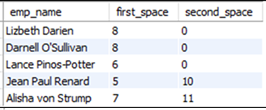 emp_name first_space second_space
Lizbeth Darien 8 0
Darnell O'Sullivan 8 0
Lance Pinos-Potter 6 0
Jean Paul Renard 5 10
Alisha von Strump 7 11